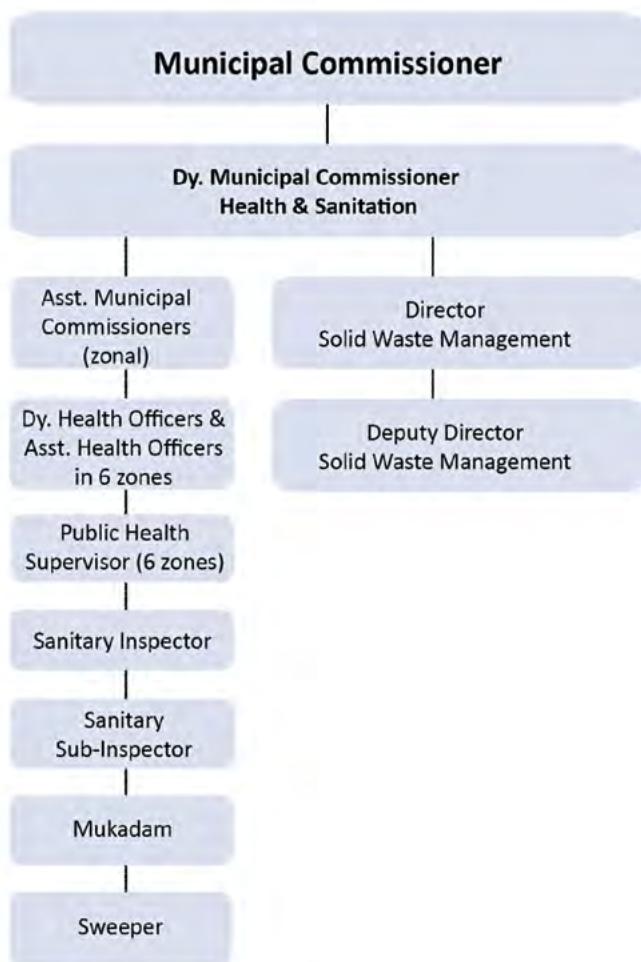 Municipal Commissioner
Dy. Municipal Commissioner
Health & Sanitation
Asst. Municipal
Commissioners
(zonal)
Dy. Health Officers &
Asst. Health Officers
in 6 zones
Public Health
Supervisor (6 zones)
Sanitary Inspector
Sanitary
Sub-Inspector
Mukadam
Sweeper
Director
Solid Waste Management
Deputy Director
Solid Waste Management